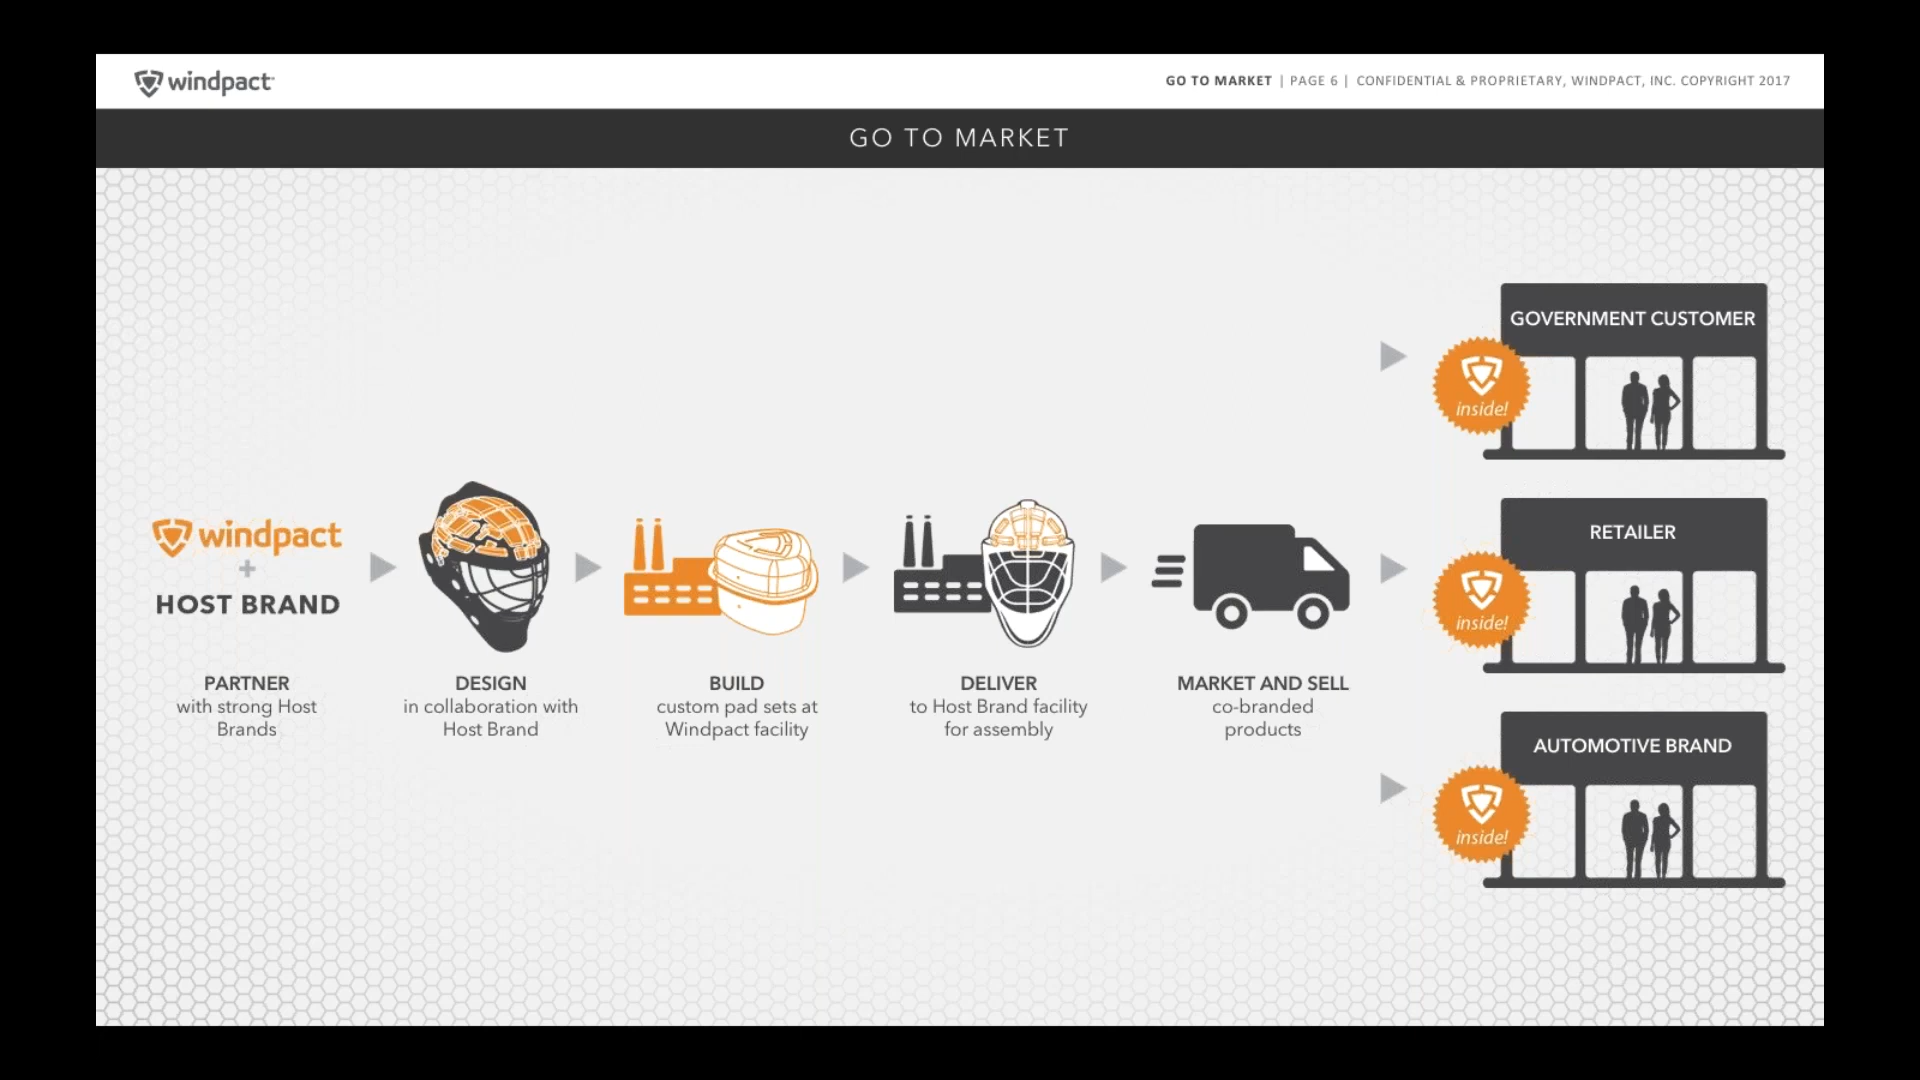 windpact
GO TO MARKET | PAGE 6 | CONFIDENTIAL & PROPRIETARY, WINDPACT, INC. COPYRIGHT 2017
GO TO MARKET
windpact
+
HOST BRAND
PARTNER
with strong Host
Brands
DESIGN
in collaboration with
Host Brand
BUILD
custom pad sets at
Windpact facility
DELIVER
to Host Brand facility
for assembly
MARKET AND SELL
co-branded
products
GOVERNMENT CUSTOMER
inside!
RETAILER
inside!
AUTOMOTIVE BRAND
inside!